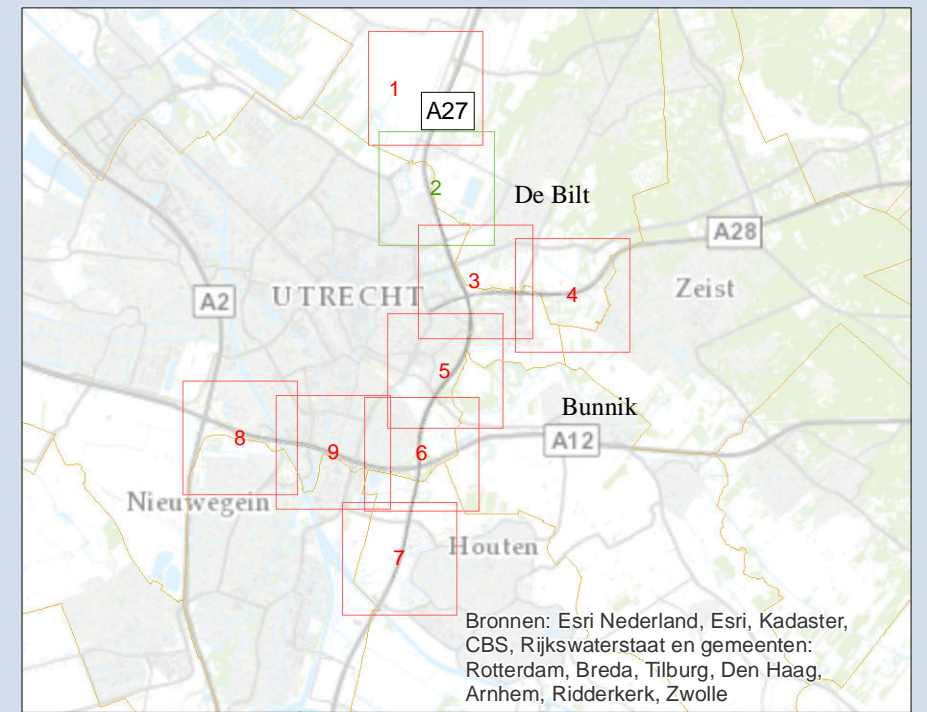 1
A27
2
De Bilt
A28
3
4
Zeist
A2
UTRECHT
5
Bunnik
A12
8
9
6
Nieuwegein
7
Houten
Bronnen: Esri Nederland, Esri, Kadaster,
CBS, Rijkswaterstaat en gemeenten:
Rotterdam, Breda, Tilburg, Den Haag,
Arnhem, Ridderkerk, Zwolle